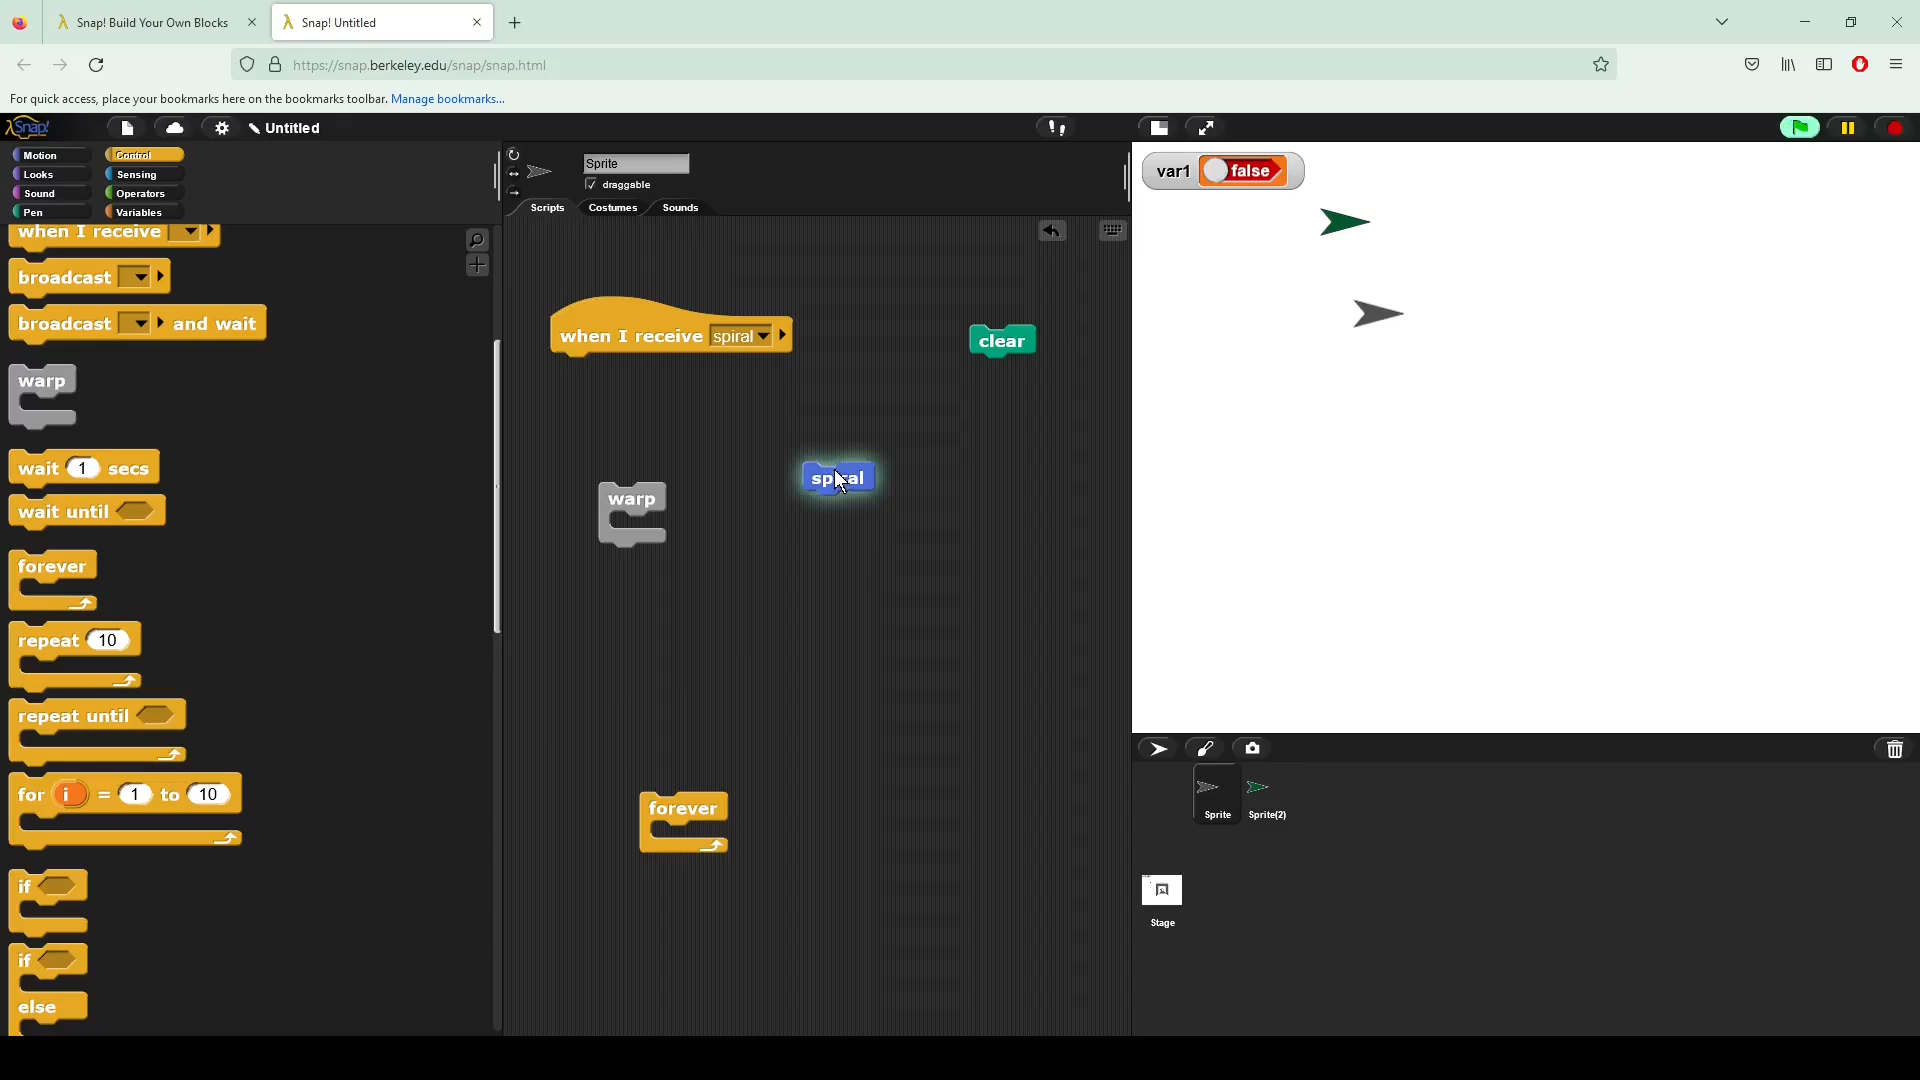 Snap! Build Your Own Blocks
Snap! Untitled
https://snap.berkeley.edu/snap/snap.html
For quick access, place your bookmarks here on the bookmarks toolbar. Manage bookmarks...
Snap!
Untitled
Motion
Control
Looks
Sensing
Sound
Operators
Pen
Variables
when I receive
broadcast
broadcast and wait
warp
wait 1 secs
wait until
forever
repeat 10
repeat until
for i = 1 to 10
if
if
else
Sprite
draggable
Scripts
Costumes
Sounds
when I receive spiral
clear
spiral
warp
forever
var1 false
Sprite
Sprite(2)
Stage